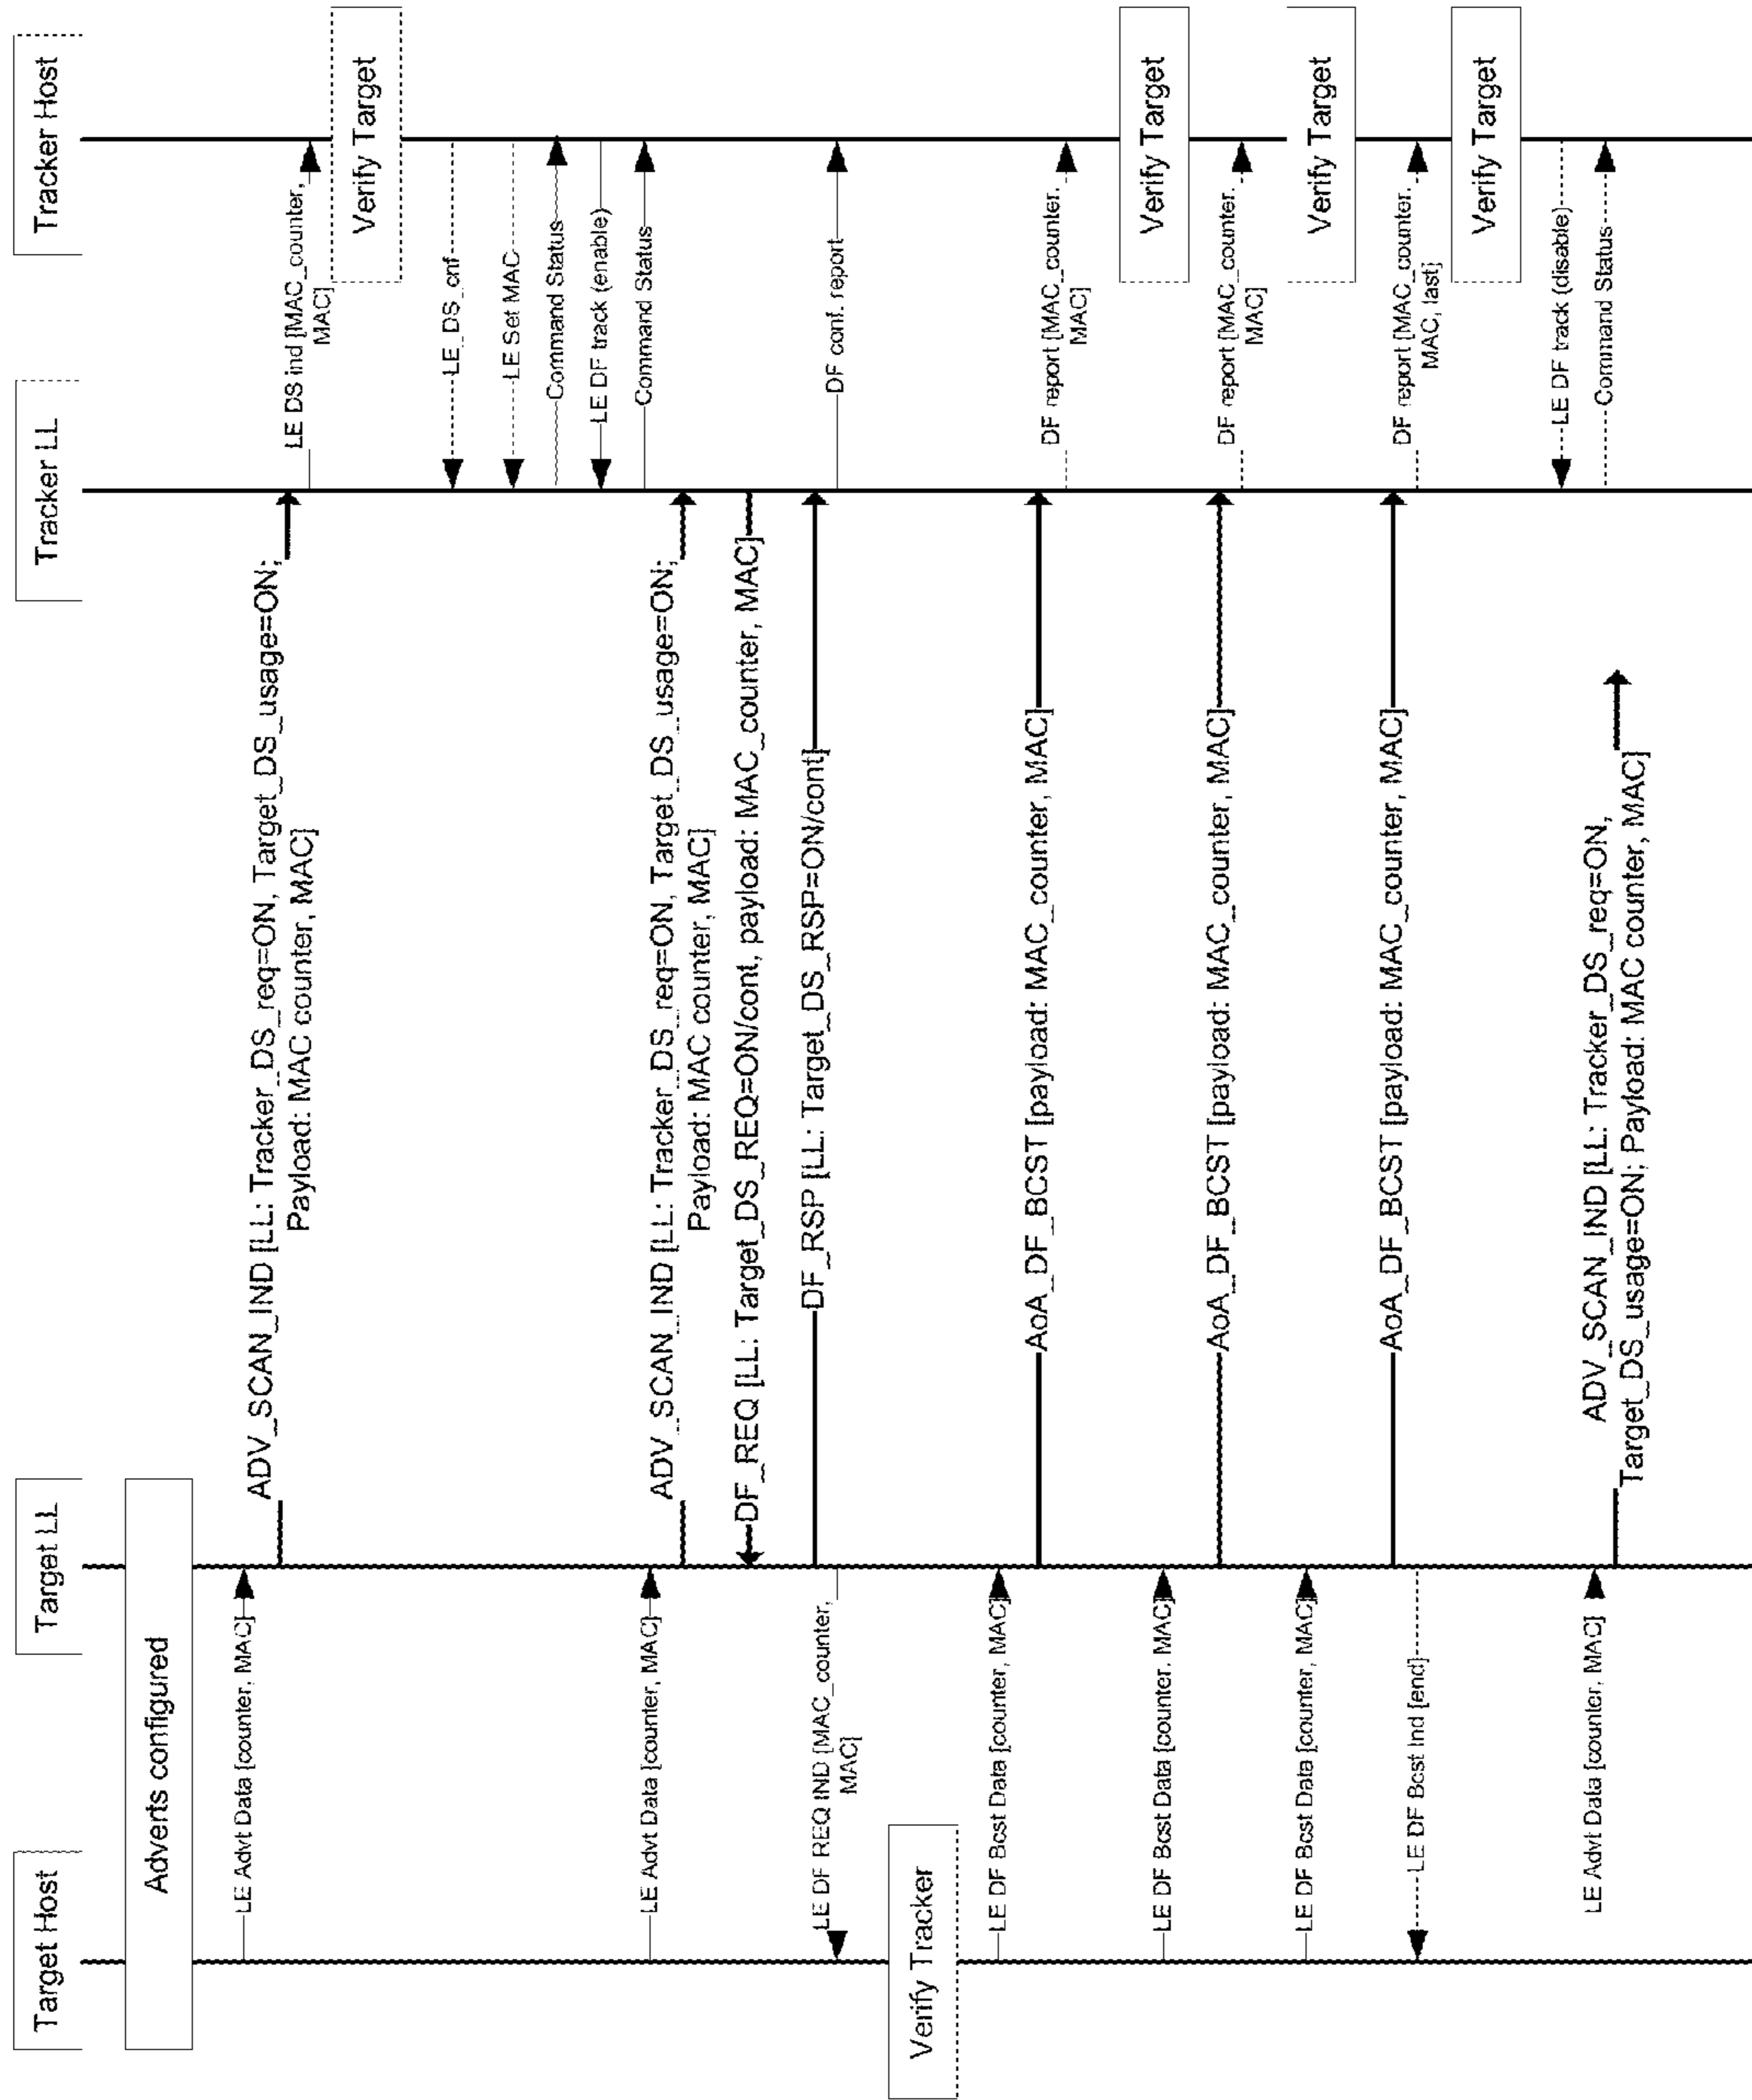 Target Host
Target LL
Tracker LL
Tracker Host
Adverts configured
LE Advt Data [counter, MAC]
ADV_SCAN_IND [LL: Tracker_DS_req=ON, Target_DS_usage=ON;
Payload: MAC counter, MAC]
LE DS ind [MAC_counter,
MAC]
Verify Target
LE_DS_cnf
LE Set MAC
Command Status
LE DF track (enable)
Command Status
LE Advt Data [counter, MAC]
ADV_SCAN_IND [LL: Tracker_DS_req=ON, Target_DS_usage=ON;
Payload: MAC counter, MAC]
DF_REQ [LL: Target_DS_REQ=ON/cont, payload: MAC_counter, MAC]
DF_RSP [LL: Target_DS_RSP=ON/cont]
LE DF REQ IND [MAC_counter,
MAC]
DF conf. report
Verify Tracker
LE DF Bcst Data [counter, MAC]
AoA_DF_BCST [payload: MAC_counter, MAC]
DF report [MAC_counter.
MAC]
Verify Target
LE DF Bcst Data [counter. MAC]
AoA_DF_BCST [payload: MAC_counter, MAC]
DF report [MAC_counter.
MAC]
Verify Target
LE DF Bcst Data [counter, MAC]
AoA_DF_BCST [payload: MAC_counter, MAC]
DF report [MAC_counter.
MAC, last]
LE DF Bcst Ind [end]
Verify Target
LE DF track (disable)
Command Status
LE Advt Data [counter, MAC]
ADV_SCAN_IND [LL: Tracker_DS_req=ON,
Target_DS_usage=ON; Payload: MAC counter, MAC]